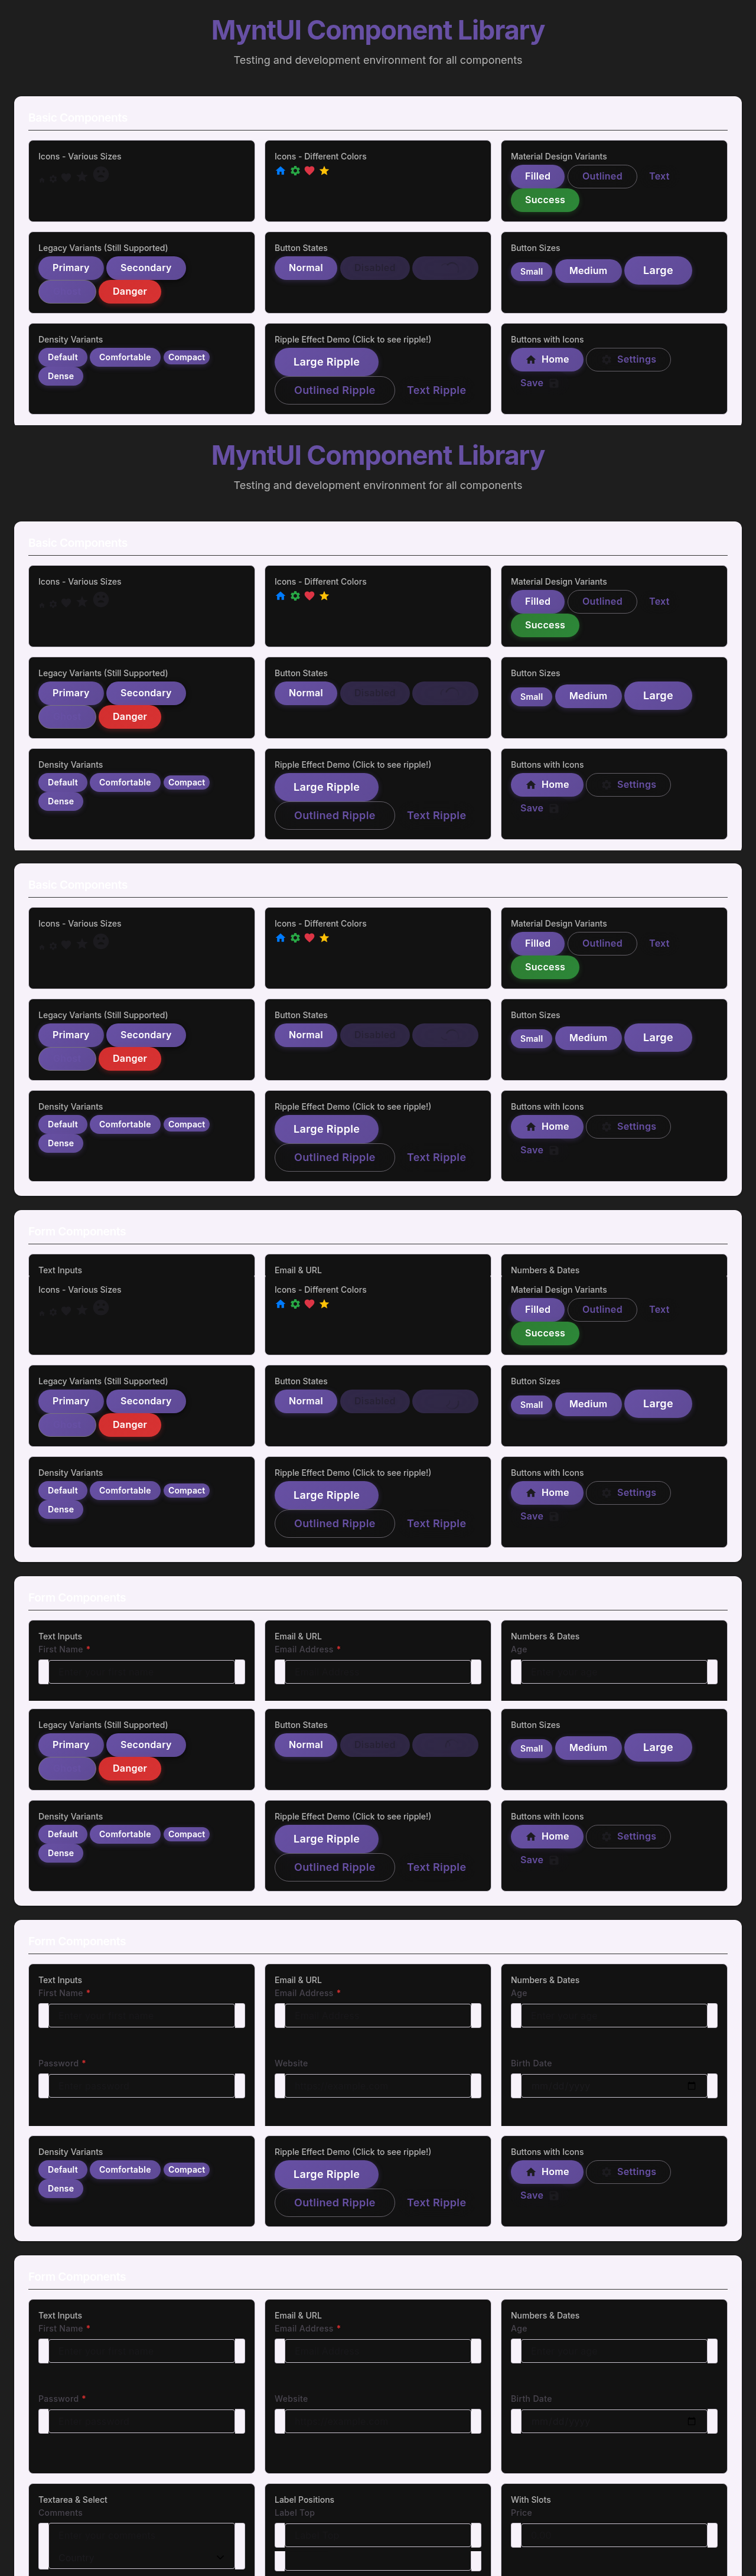 MyntUI Component Library
Testing and development environment for all components
Basic Components
Icons - Various Sizes
Icons - Different Colors
Material Design Variants
Filled Outlined Text
Success
Legacy Variants (Still Supported)
Primary Secondary
Danger
Button States
Normal Disabled
Button Sizes
Small Medium Large
Density Variants
Default Comfortable Compact
Dense
Ripple Effect Demo (Click to see ripple!)
Large Ripple
Outlined Ripple Text Ripple
Buttons with Icons
Home Settings
Save
MyntUI Component Library
Testing and development environment for all components
Basic Components
Icons - Various Sizes
Icons - Different Colors
Material Design Variants
Filled Outlined Text
Success
Legacy Variants (Still Supported)
Primary Secondary
Danger
Button States
Normal Disabled
Button Sizes
Small Medium Large
Density Variants
Default Comfortable Compact
Dense
Ripple Effect Demo (Click to see ripple!)
Large Ripple
Outlined Ripple Text Ripple
Buttons with Icons
Home Settings
Save
Basic Components
Icons - Various Sizes
Icons - Different Colors
Material Design Variants
Filled Outlined Text
Success
Legacy Variants (Still Supported)
Primary Secondary
Danger
Button States
Normal Disabled
Button Sizes
Small Medium Large
Density Variants
Default Comfortable Compact
Dense
Ripple Effect Demo (Click to see ripple!)
Large Ripple
Outlined Ripple Text Ripple
Buttons with Icons
Home Settings
Save
Form Components
Text Inputs
Email & URL
Numbers & Dates
Icons - Various Sizes
Icons - Different Colors
Material Design Variants
Filled Outlined Text
Success
Legacy Variants (Still Supported)
Primary Secondary
Danger
Button States
Normal Disabled
Button Sizes
Small Medium Large
Density Variants
Default Comfortable Compact
Dense
Ripple Effect Demo (Click to see ripple!)
Large Ripple
Outlined Ripple Text Ripple
Buttons with Icons
Home Settings
Save
Form Components
Text Inputs
First Name *
Email & URL
Email Address *
Numbers & Dates
Age
Legacy Variants (Still Supported)
Primary Secondary
Danger
Button States
Normal Disabled
Button Sizes
Small Medium Large
Density Variants
Default Comfortable Compact
Dense
Ripple Effect Demo (Click to see ripple!)
Large Ripple
Outlined Ripple Text Ripple
Buttons with Icons
Home Settings
Save
Form Components
Text Inputs
First Name *
Password *
Email & URL
Email Address *
Website
Numbers & Dates
Age
Birth Date
Density Variants
Default Comfortable Compact
Dense
Ripple Effect Demo (Click to see ripple!)
Large Ripple
Outlined Ripple Text Ripple
Buttons with Icons
Home Settings
Save
Form Components
Text Inputs
First Name *
Password *
Email & URL
Email Address *
Website
Numbers & Dates
Age
Birth Date
Textarea & Select
Comments
Label Positions
Label Top
With Slots
Price